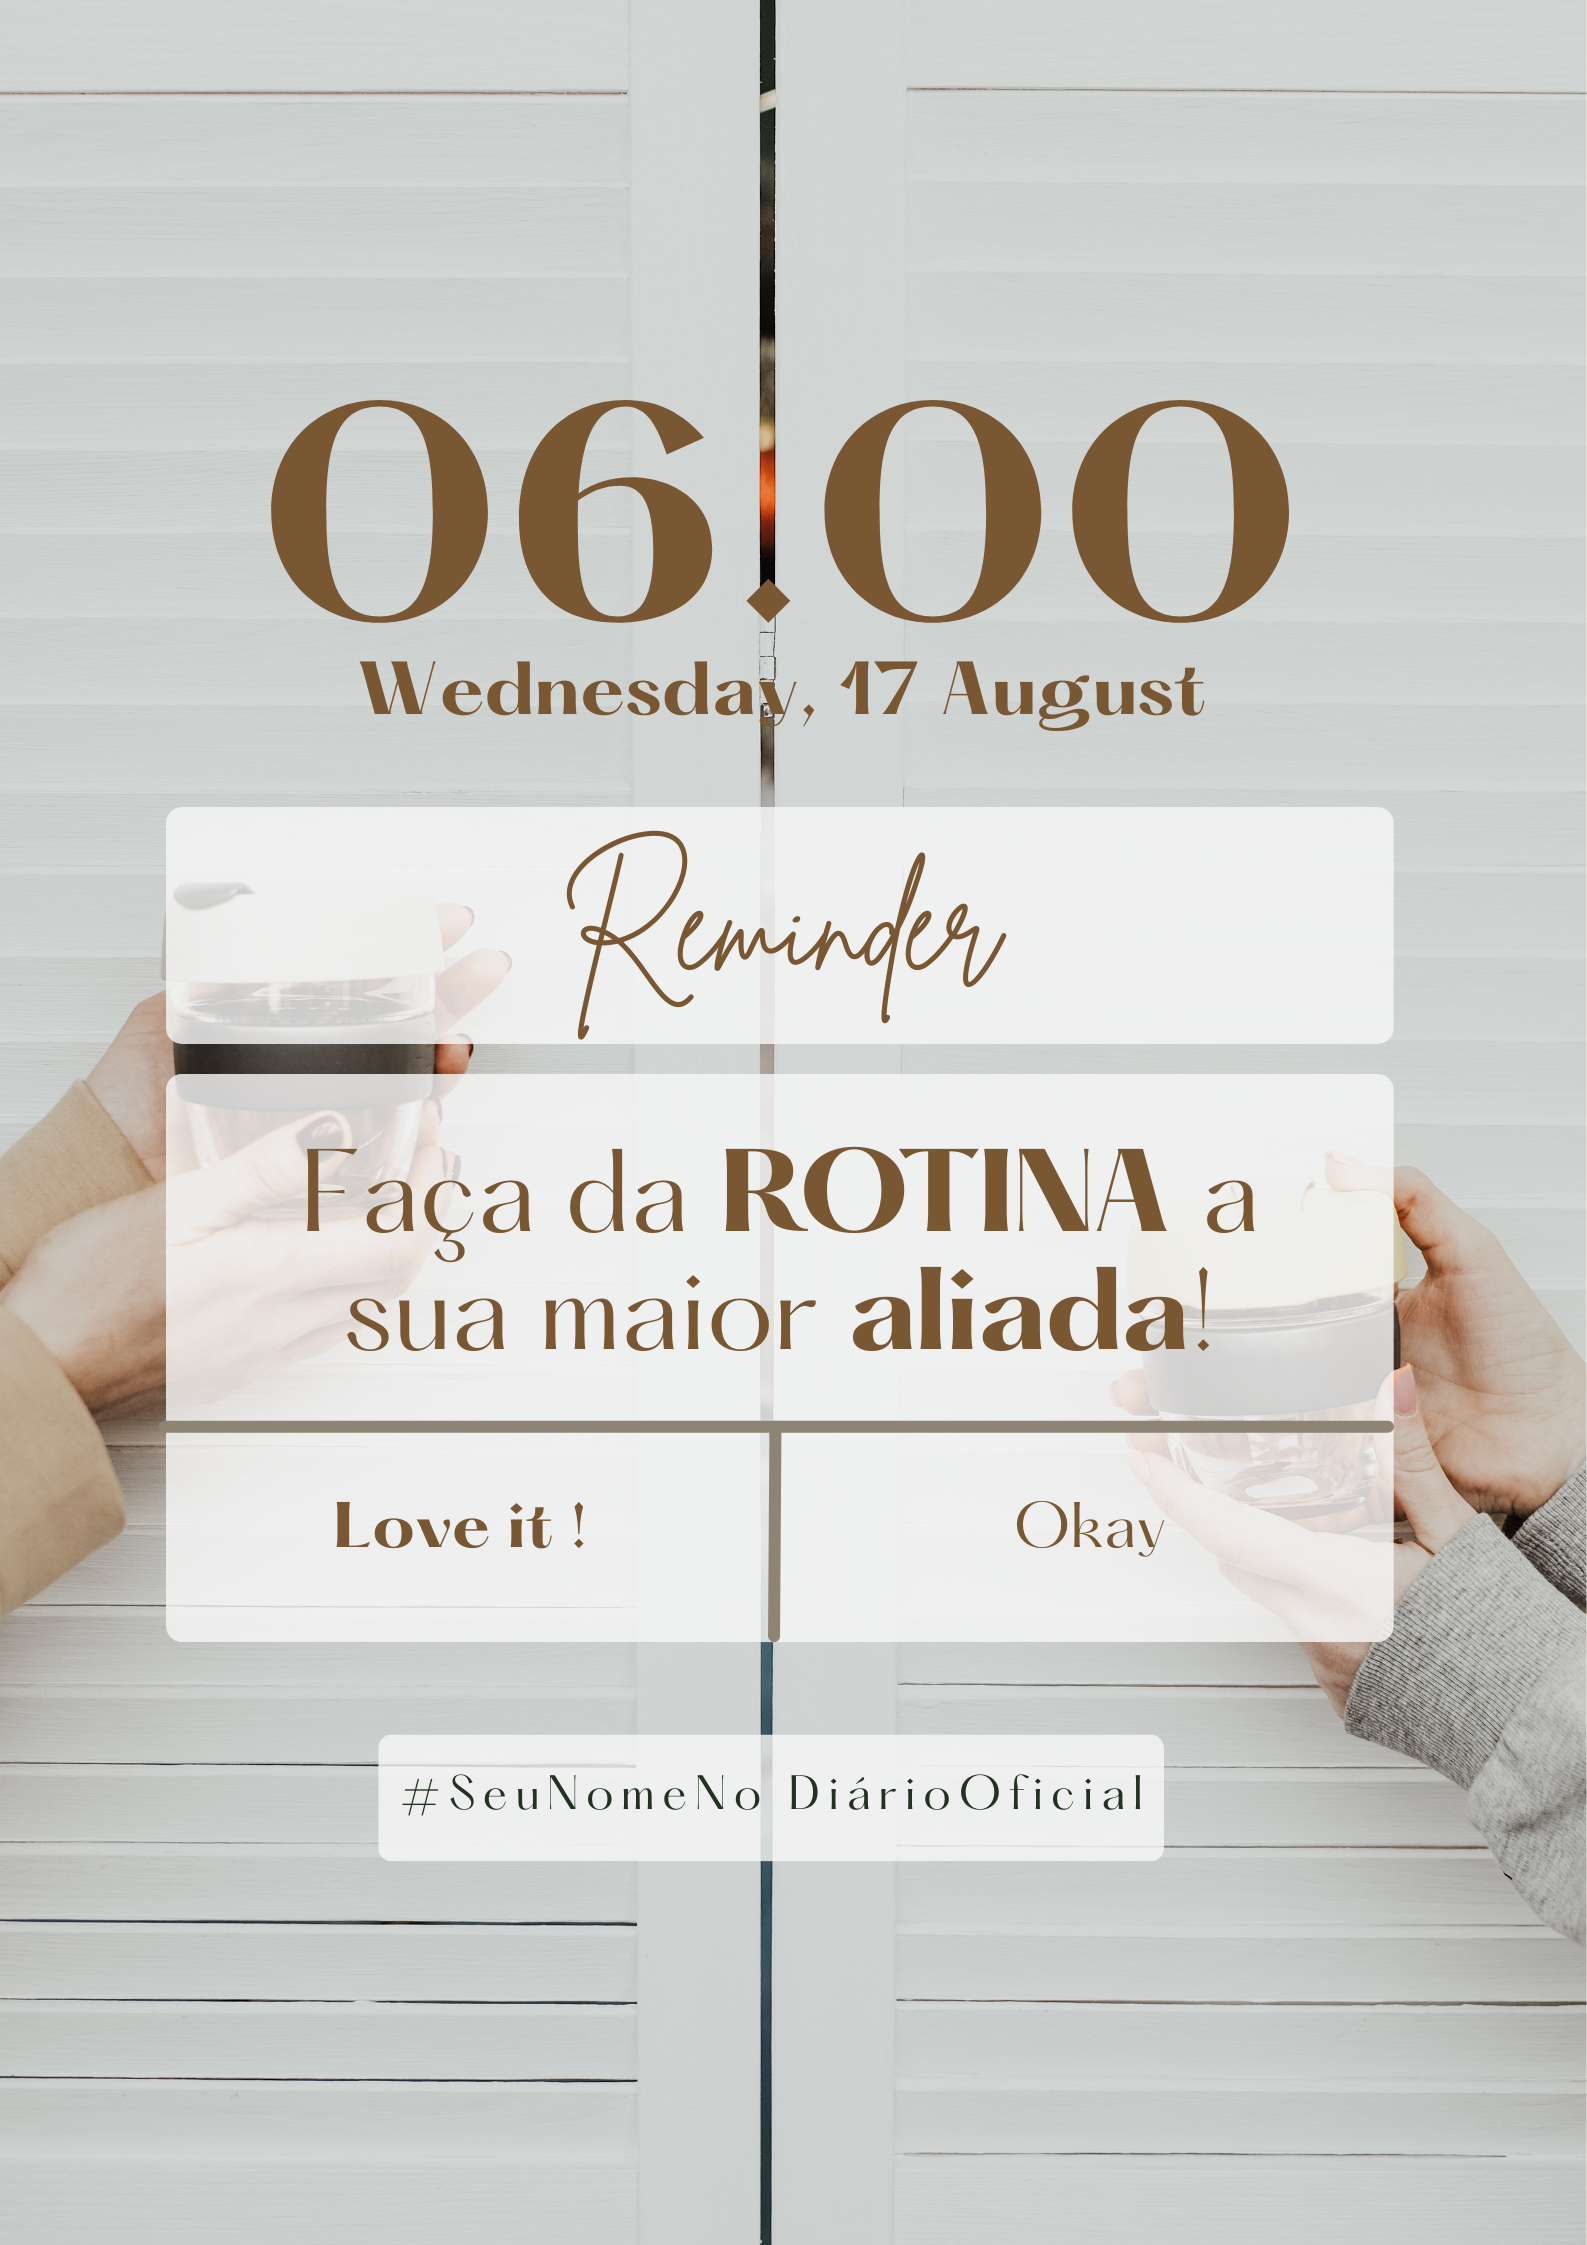 06.00
Wednesday, 17 August
Reminder
Faça da ROTINA a
sua maior aliada!
Love it !
Okay
#SeuNomeNo DiárioOficial